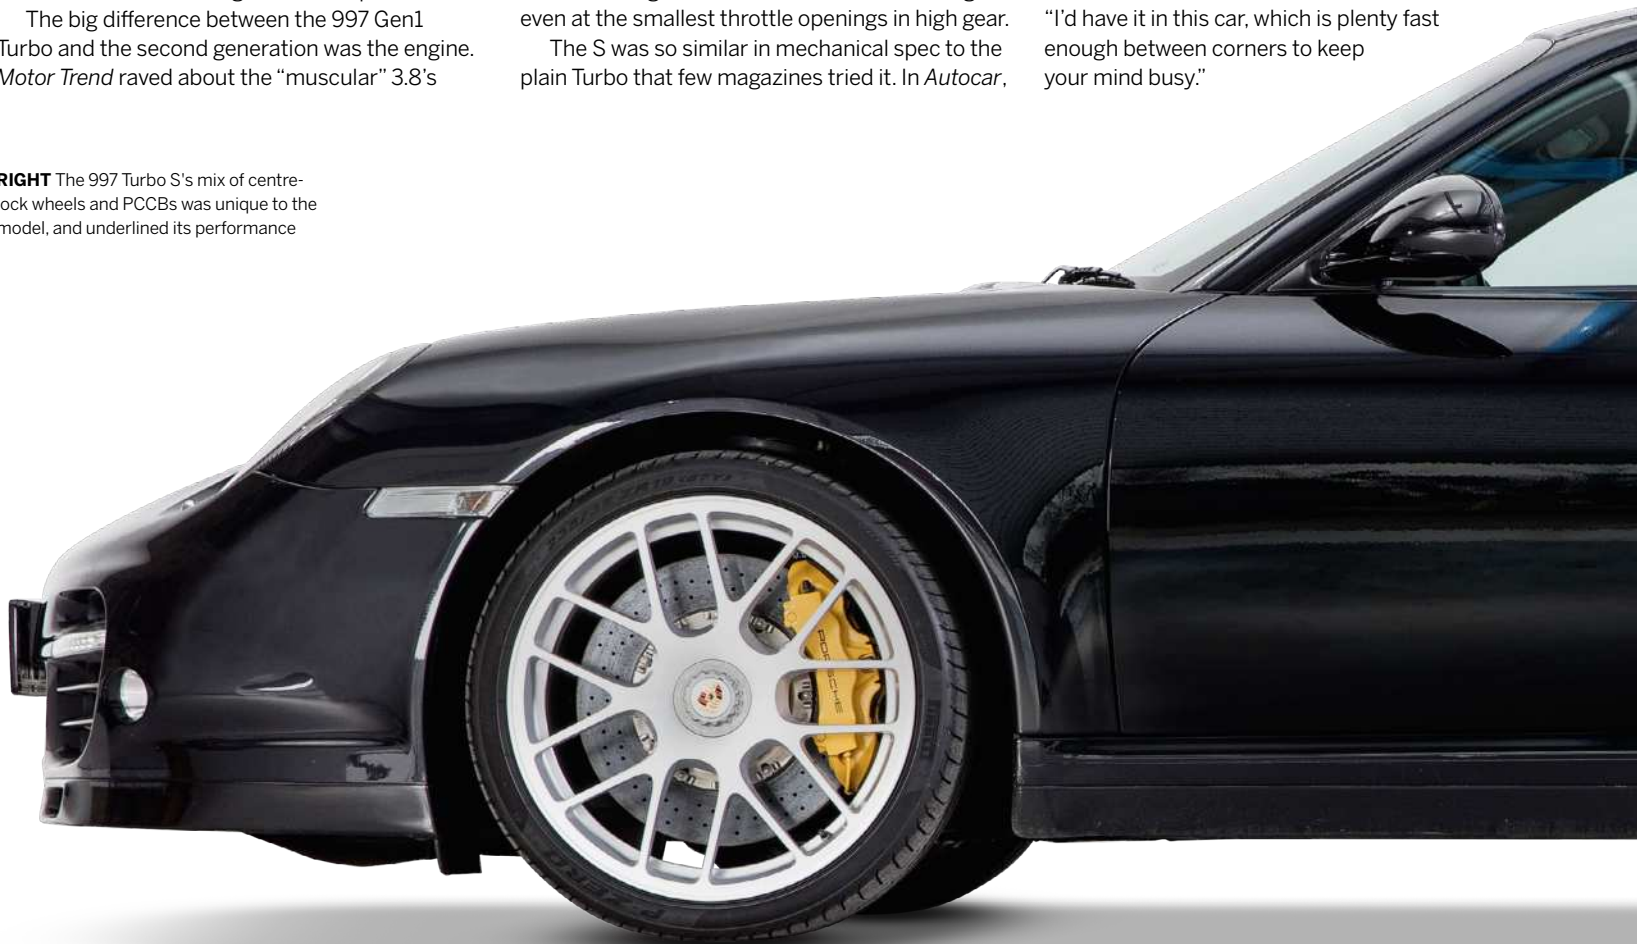 The big difference between the 997 Gen1
Turbo and the second generation was the engine.
Motor Trend raved about the “muscular” 3.8’s
even at the smallest throttle openings in high gear.
The S was so similar in mechanical spec to the
plain Turbo that few magazines tried it. In Autocar,
“I’d have it in this car, which is plenty fast
enough between corners to keep
your mind busy.”
RIGHT The 997 Turbo S's mix of centre-
ock wheels and PCCBs was unique to the
model, and underlined its performance
PORSCHE